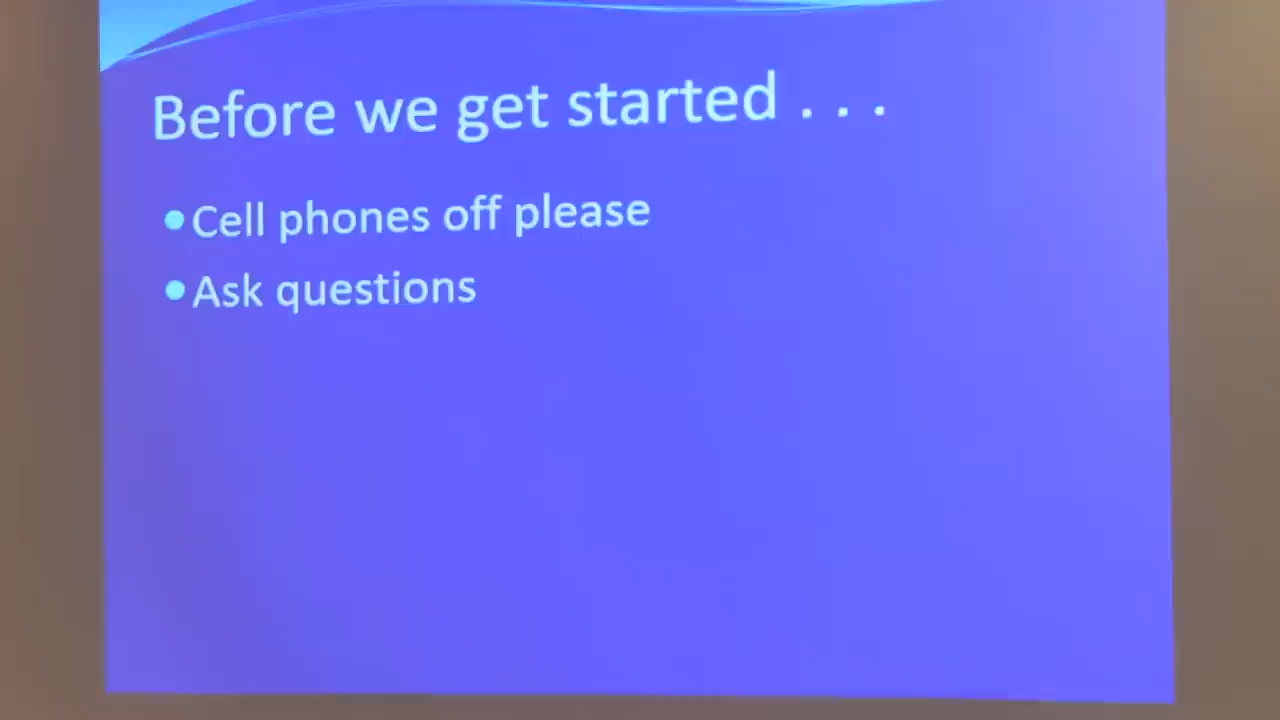 Before we get started . . .
•Cell phones off please
•Ask questions